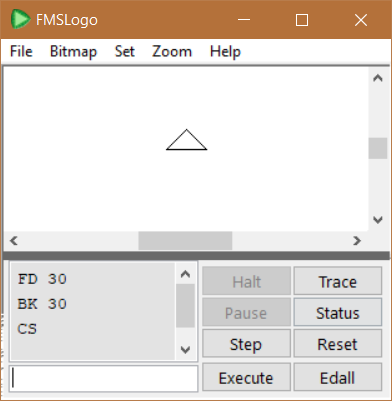 FMSLogo
File Bitmap Set Zoom Help
FD 30
BK 30
CS
Halt Trace
Pause Status
Step Reset
Execute Edall